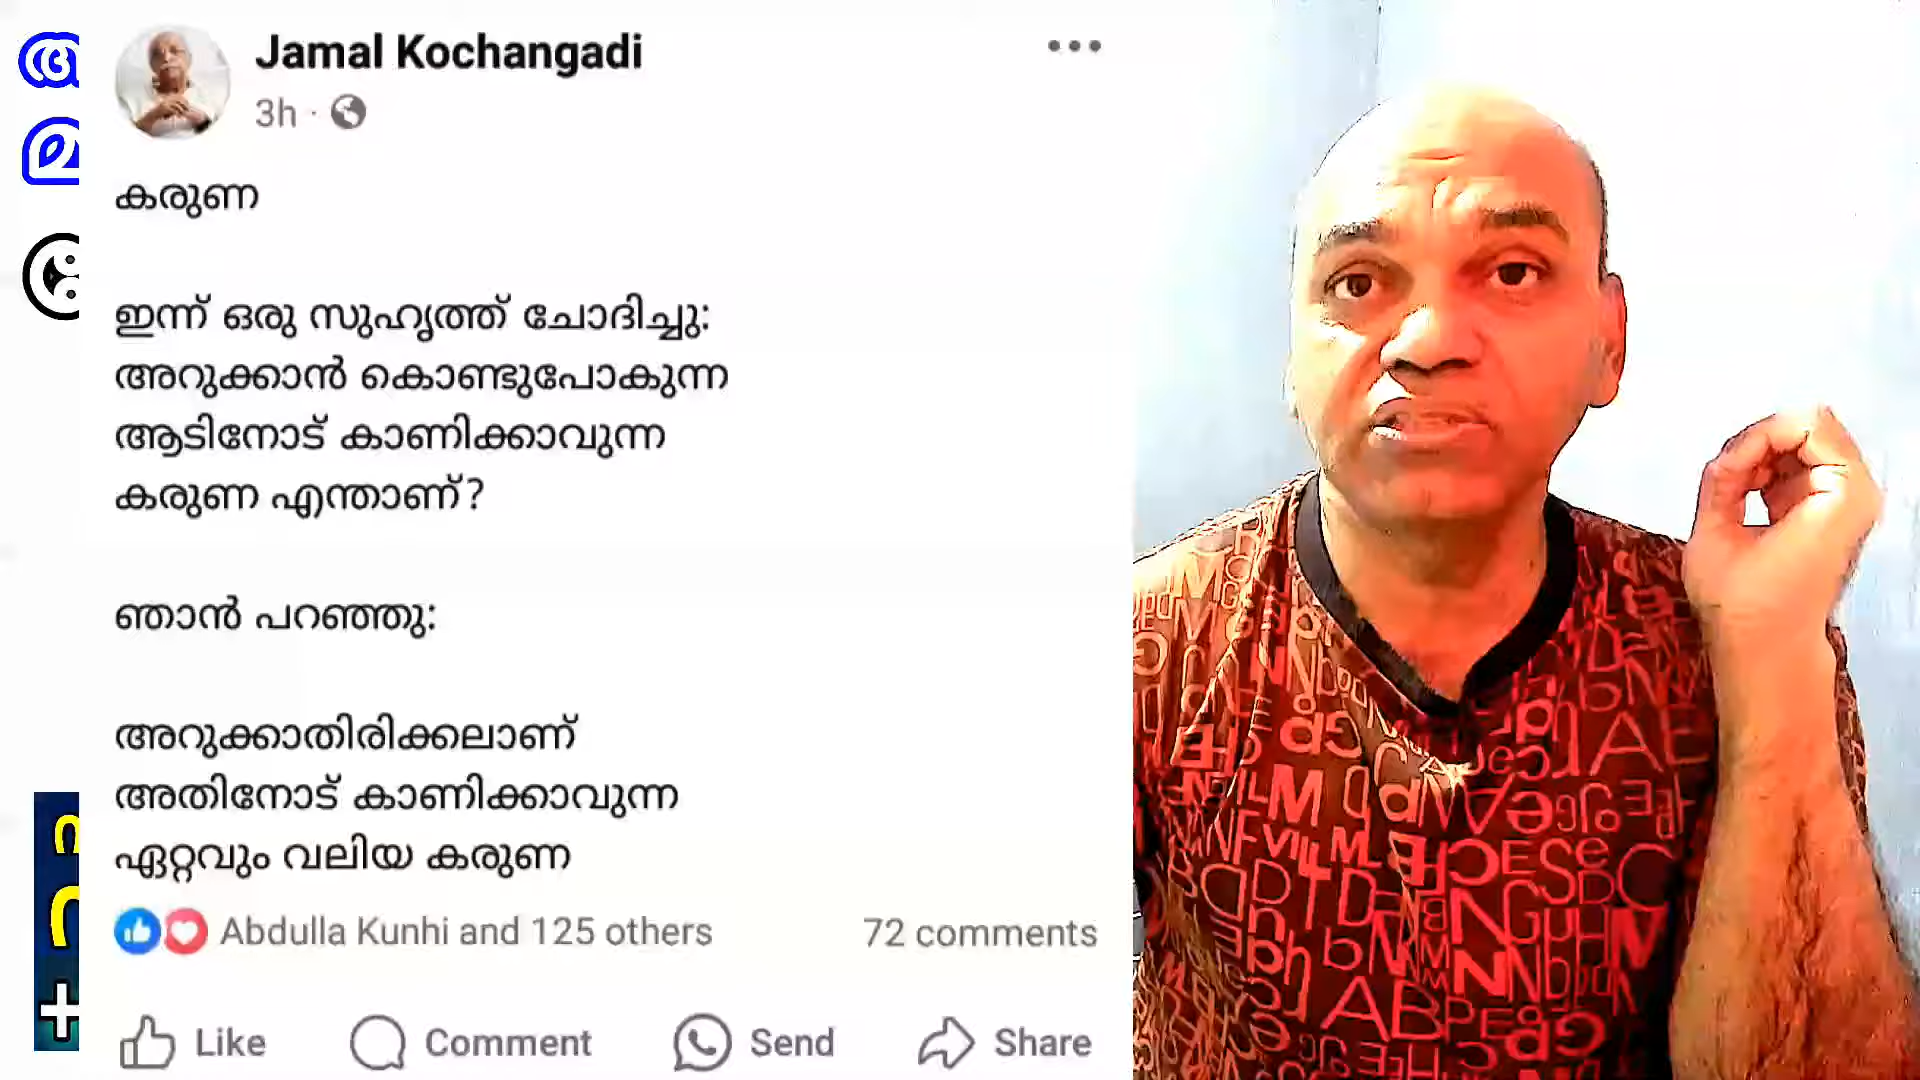 Jamal Kochangadi
3h
കരുണ
ഇന്ന് ഒരു സുഹൃത്ത് ചോദിച്ചു:
അറുക്കാൻ കൊണ്ടുപോകുന്ന
ആടിനോട് കാണിക്കാവുന്ന
കരുണ എന്താണ്?
ഞാൻ പറഞ്ഞു:
അറുക്കാതിരിക്കലാണ്
അതിനോട് കാണിക്കാവുന്ന
ഏറ്റവും വലിയ കരുണ
Abdulla Kunhi and 125 others
72 comments
Like
Comment
Send
Share